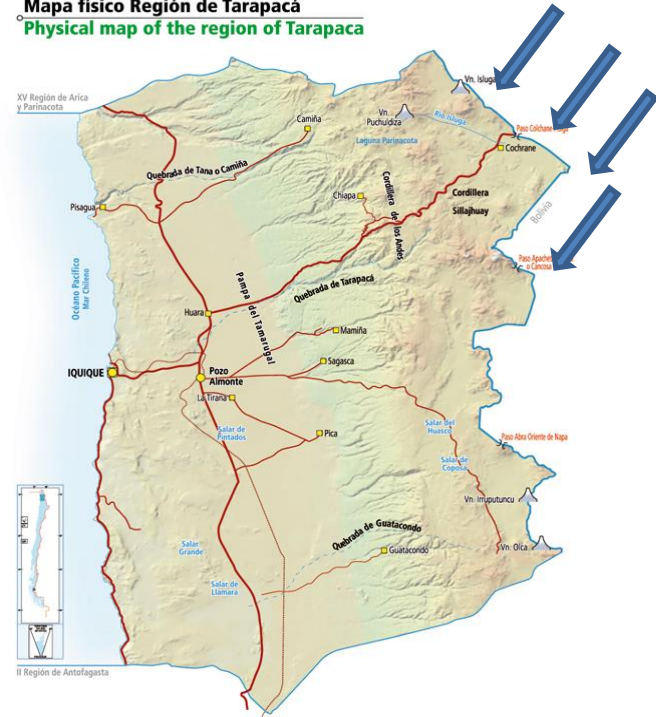 Mapa físico Región de Tarapacá
Physical map of the region of Tarapaca
XV Región de Arica
y Parinacota
Vn. Isluga
Vn.
Puchuldiza
Río Isluga
Camiña
Laguna Parinacota
Paso Colchane
Cochrane
Quebrada de Tana o Camiña
Chiapa
Cordillera de los Andes
Cordillera
Sillajhuay
Pisagua
Bolivia
Océano Pacífico
Mar Chileno
Paso Apachet
o Cancosa
Quebrada de Tarapacá
Pampa del Tamarugal
Huara
Mamiña
Sagasca
IQUIQUE
Pozo
Almonte
La Tirana
Salar de
Pintados
Pica
Salar del
Huasco
Paso Abra Oriente de Napa
Salar de
Coposa
Vn. Irruputuncu
Quebrada de Guatacondo
Salar
Grande
Guatacondo
Vn. Olca
Salar de
Llamara
II Región de Antofagasta